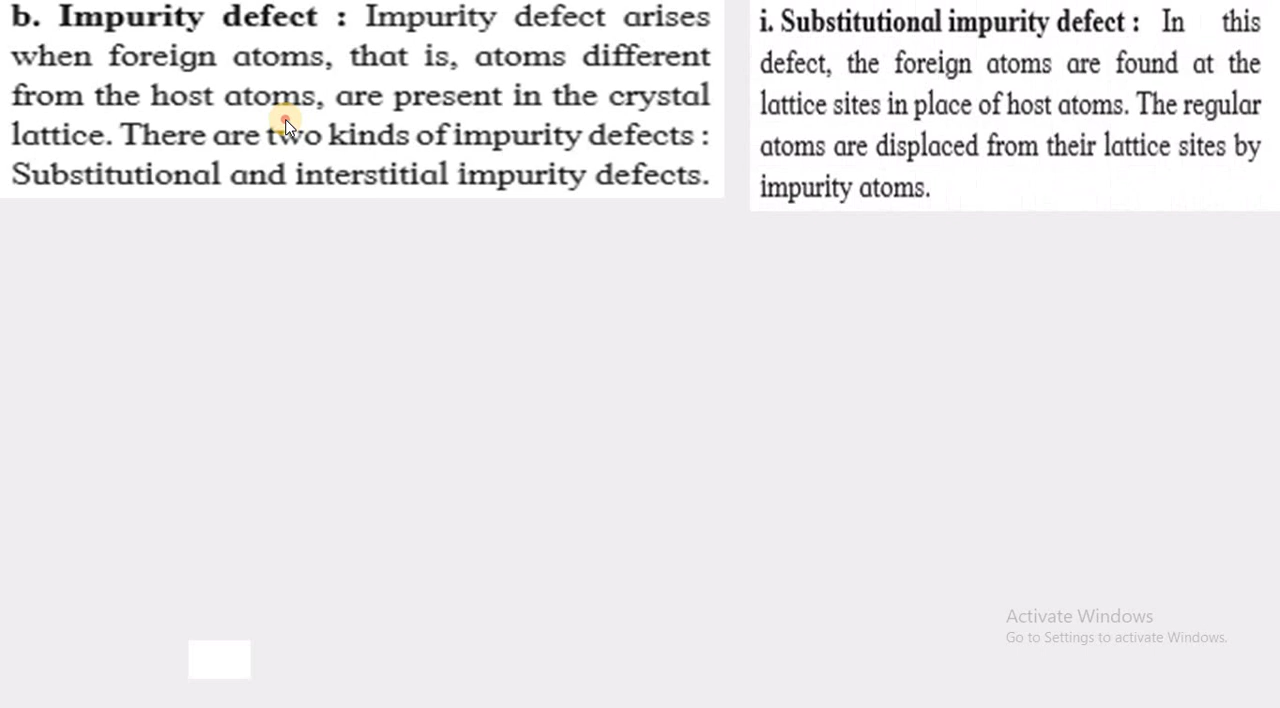 b. Impurity defect : Impurity defect arises
when foreign atoms, that is, atoms different
from the host atoms, are present in the crystal
lattice. There are two kinds of impurity defects :
Substitutional and interstitial impurity defects.
i. Substitutional impurity defect : In this
defect, the foreign atoms are found at the
lattice sites in place of host atoms. The regular
atoms are displaced from their lattice sites by
impurity atoms.
Activate Windows
Go to Settings to activate Windows.